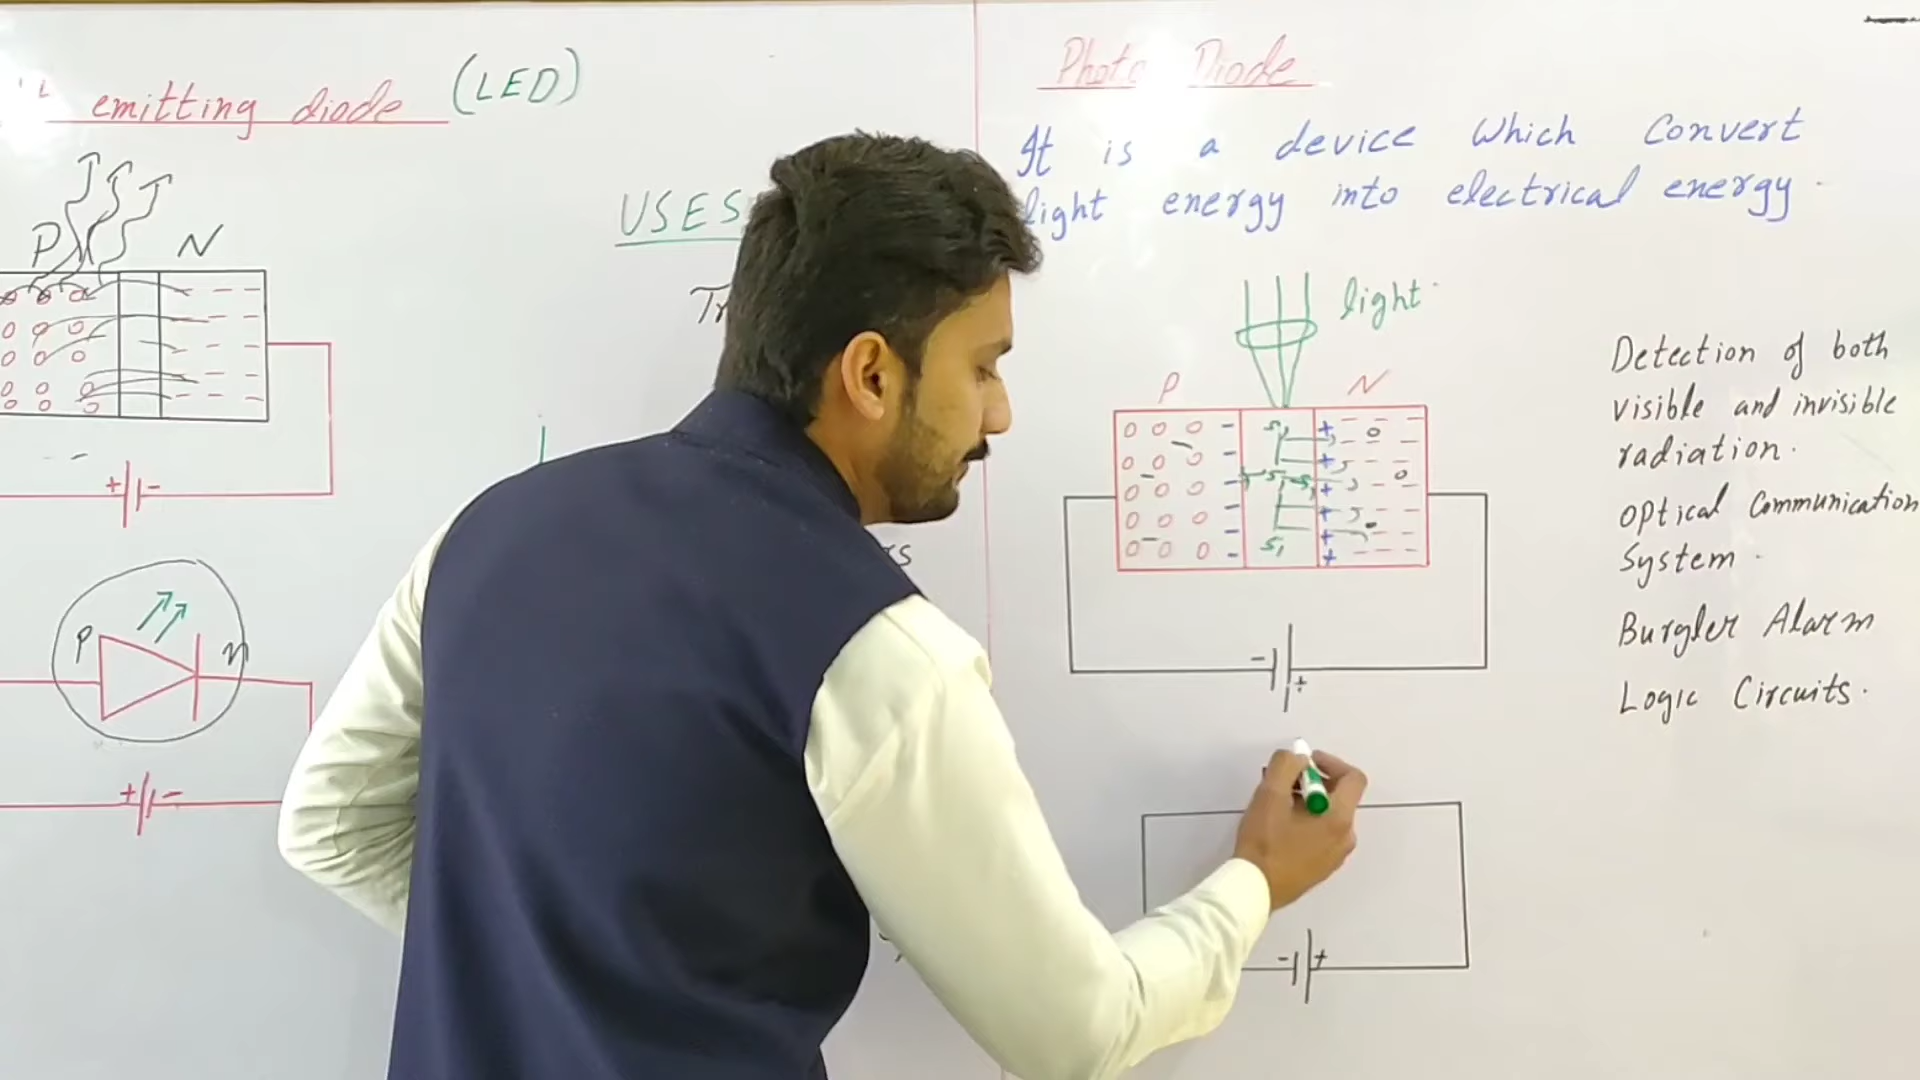 emitting diode (LED)
P N
+ -
P n
+ -
USES
Photo Diode
It is a device which convert
light energy into electrical energy.
light
P N
- +
- +
Detection of both
visible and invisible
radiation.
Optical Communication
System.
Burgler Alarm
Logic Circuits.